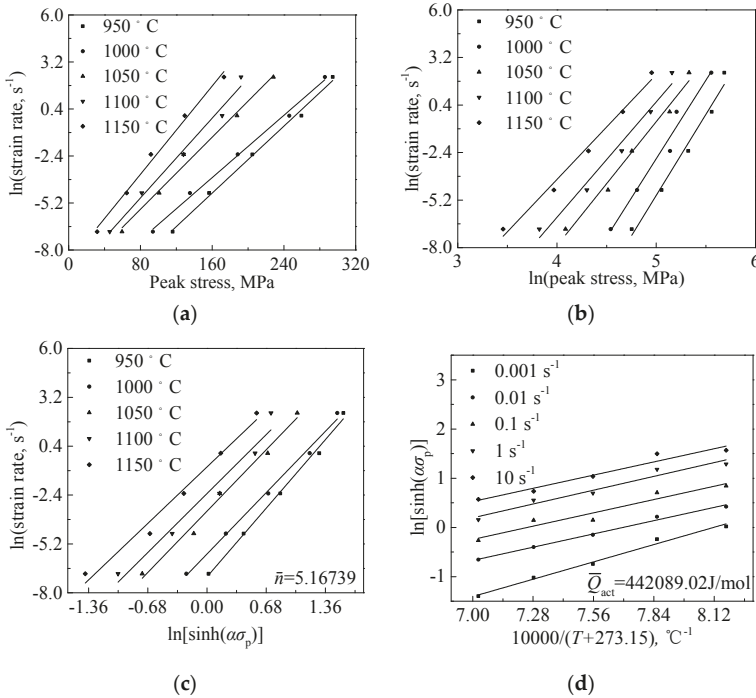 6.0
3.2
0.4
-2.4
-5.2
-8.0
ln(strain rate, s⁻¹)
950 °C
1000 °C
1050 °C
1100 °C
1150 °C
0 80 160 240 320
Peak stress, MPa
(a)
6.0
3.2
0.4
-2.4
-5.2
-8.0
ln(strain rate, s⁻¹)
950 °C
1000 °C
1050 °C
1100 °C
1150 °C
3 4 5 6
ln(peak stress, MPa)
(b)
6.0
3.2
0.4
-2.4
-5.2
-8.0
ln(strain rate, s⁻¹)
950 °C
1000 °C
1050 °C
1100 °C
1150 °C
n̄=5.16739
-1.36 -0.68 0.00 0.68 1.36
ln[sinh(ασₚ)]
(c)
3
2
1
0
-1
ln[sinh(ασₚ)]
0.001 s⁻¹
0.01 s⁻¹
0.1 s⁻¹
1 s⁻¹
10 s⁻¹
Q̄act=442089.02J/mol
7.00 7.28 7.56 7.84 8.12
10000/(T+273.15), ℃⁻¹
(d)